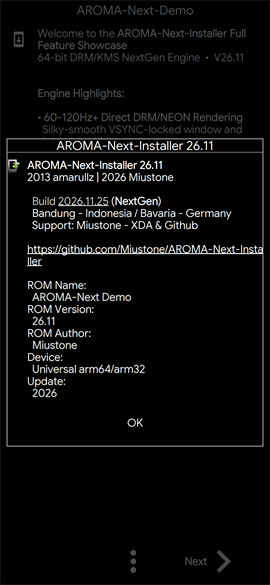 AROMA-Next-Demo
Welcome to the AROMA-Next-Installer Full
Feature Showcase
64-bit DRM/KMS NextGen Engine • V26.11
Engine Highlights:
• 60-120Hz+ Direct DRM/NEON Rendering
Silky-smooth VSYNC-locked window and
AROMA-Next-Installer 26.11
AROMA-Next-Installer 26.11
2013 amarullz | 2026 Miustone
Build 2026.11.25 (NextGen)
Bandung - Indonesia / Bavaria - Germany
Support: Miustone - XDA & Github
https://github.com/Miustone/AROMA-Next-Insta
ller
ROM Name:
AROMA-Next Demo
ROM Version:
26.11
ROM Author:
Miustone
Device:
Universal arm64/arm32
Update:
2026
OK
Next